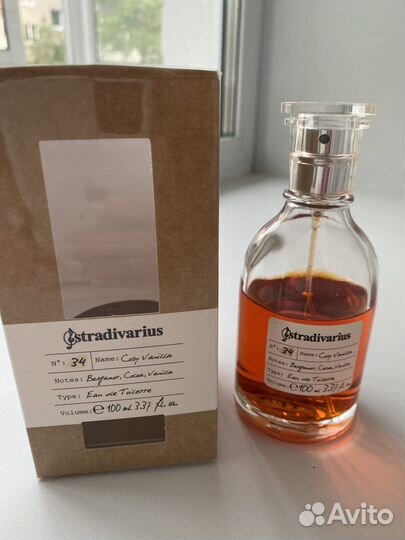 stradivarius
Nº: 34 Name: Cosy Vanilla
Notes: Bergamot, Cocoa, Vanilla
Type: Eau de Toilette
Volume: ℮ 100 ml 3.37 fl. oz.
stradivarius
Nº: 34 Name: Cosy Vanilla
Notes: Bergamot, Cocoa, Vanilla
Type: Eau de Toilette
Volume: ℮ 100 ml 3.37 fl. oz.
Avito